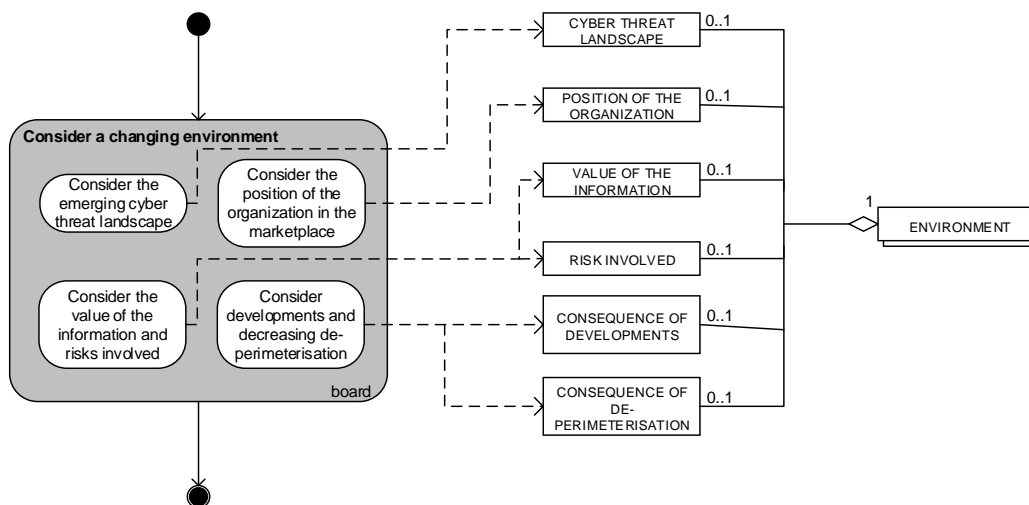 CYBER THREAT
LANDSCAPE
0..1
POSITION OF THE
ORGANIZATION
0..1
Consider a changing environment
Consider the
emerging cyber
threat landscape
Consider the
position of the
organization in the
marketplace
VALUE OF THE
INFORMATION
0..1
1
ENVIRONMENT
RISK INVOLVED
0..1
Consider the
value of the
information and
risks involved
Consider
developments and
decreasing de-
perimeterisation
board
CONSEQUENCE OF
DEVELOPMENTS
0..1
CONSEQUENCE OF
DE-
PERIMETERISATION
0..1